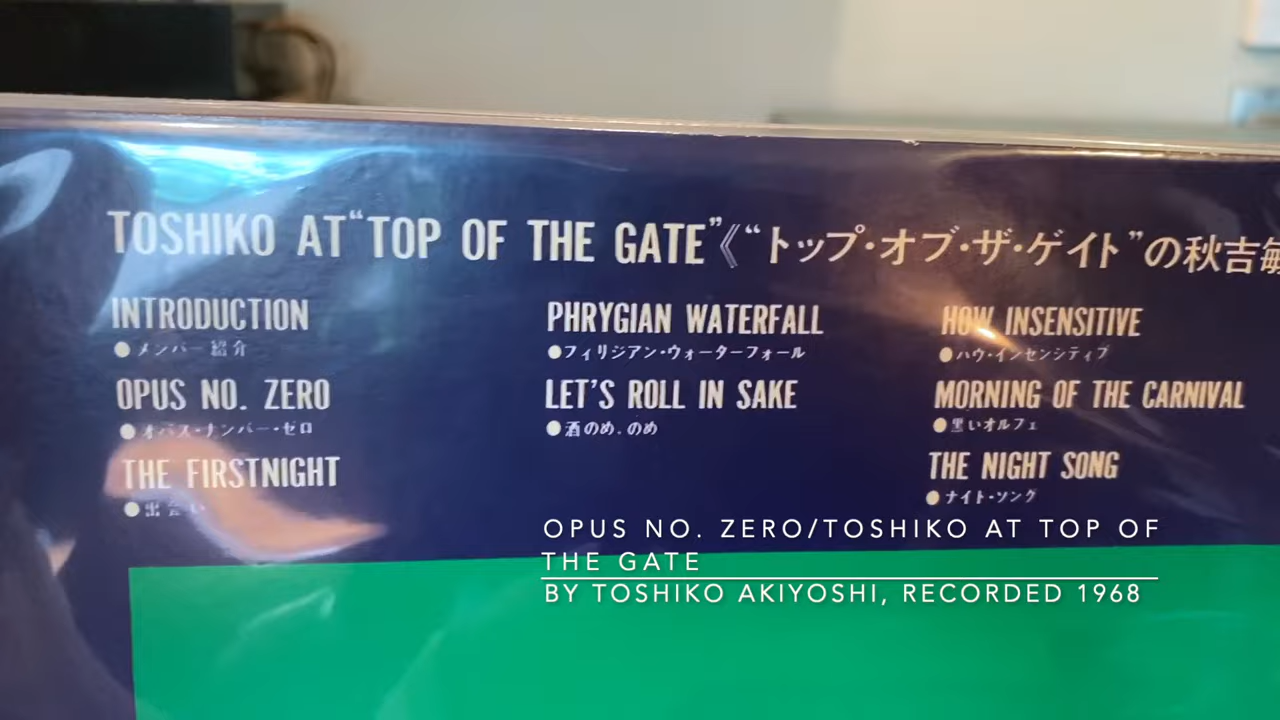 TOSHIKO AT“TOP OF THE GATE”《“トップ・オブ・ザ・ゲイト”の秋吉敏
INTRODUCTION
●メンバー紹介
OPUS NO. ZERO
●オパス・ナンバー・ゼロ
THE FIRSTNIGHT
●出会い
PHRYGIAN WATERFALL
●フィリジアン・ウォーターフォール
LET'S ROLL IN SAKE
●酒のめ、のめ
HOW INSENSITIVE
●ハウ・インセンシティブ
MORNING OF THE CARNIVAL
●黒いオルフェ
THE NIGHT SONG
●ナイト・ソング
OPUS NO. ZERO/TOSHIKO AT TOP OF
THE GATE
BY TOSHIKO AKIYOSHI, RECORDED 1968